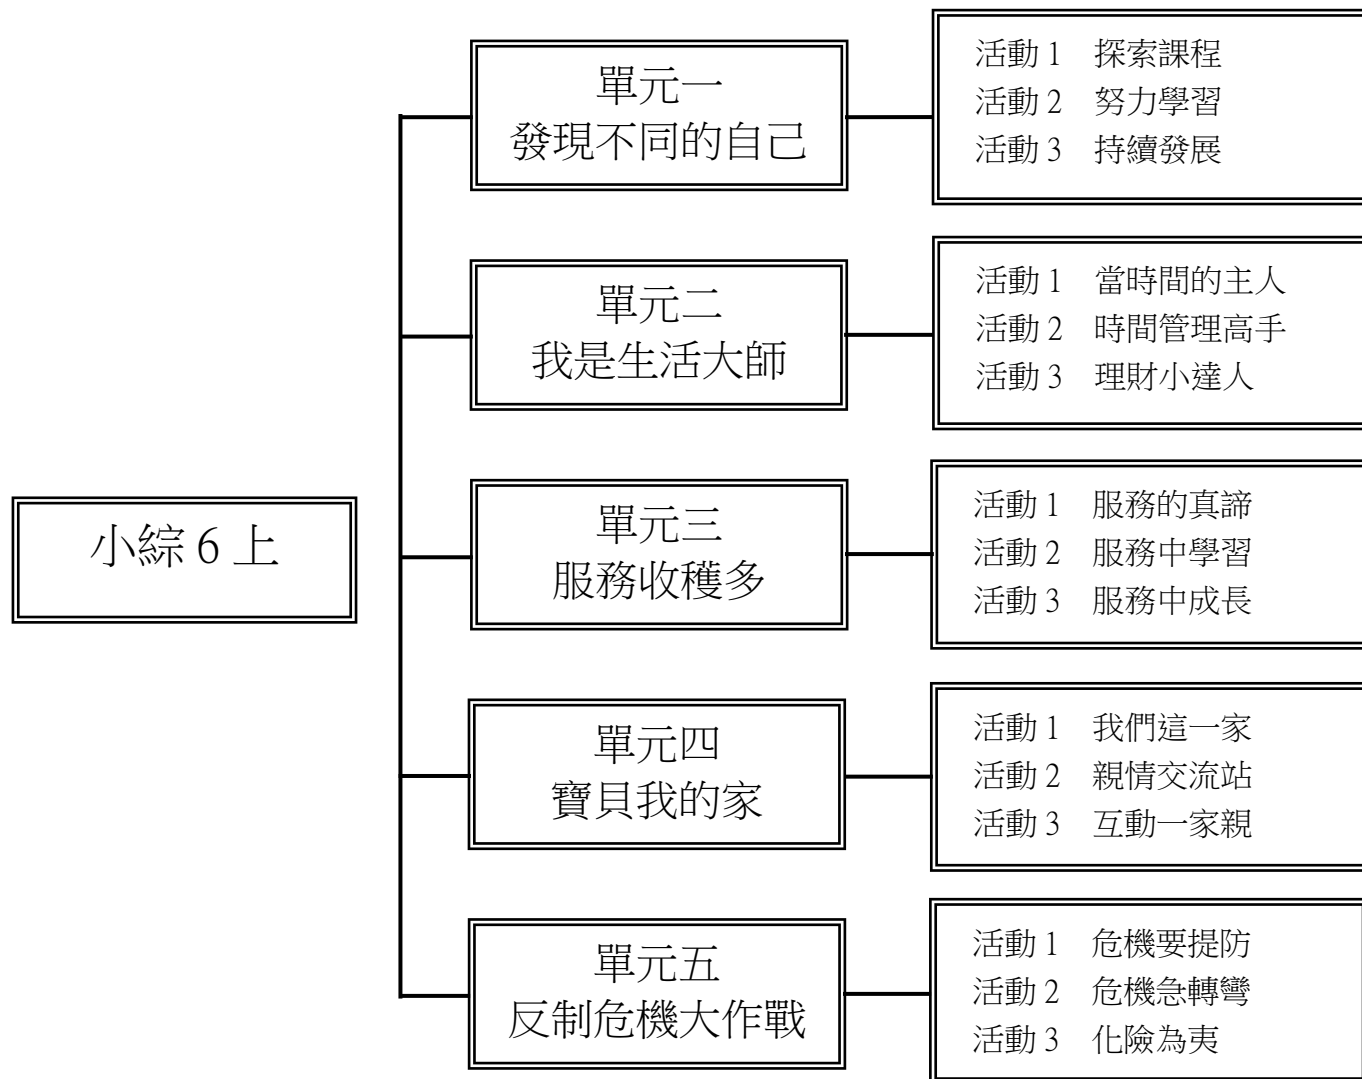 小綜 6 上
單元一
發現不同的自己
活動 1　探索課程
活動 2　努力學習
活動 3　持續發展
單元二
我是生活大師
活動 1　當時間的主人
活動 2　時間管理高手
活動 3　理財小達人
單元三
服務收穫多
活動 1　服務的真諦
活動 2　服務中學習
活動 3　服務中成長
單元四
寶貝我的家
活動 1　我們這一家
活動 2　親情交流站
活動 3　互動一家親
單元五
反制危機大作戰
活動 1　危機要提防
活動 2　危機急轉彎
活動 3　化險為夷